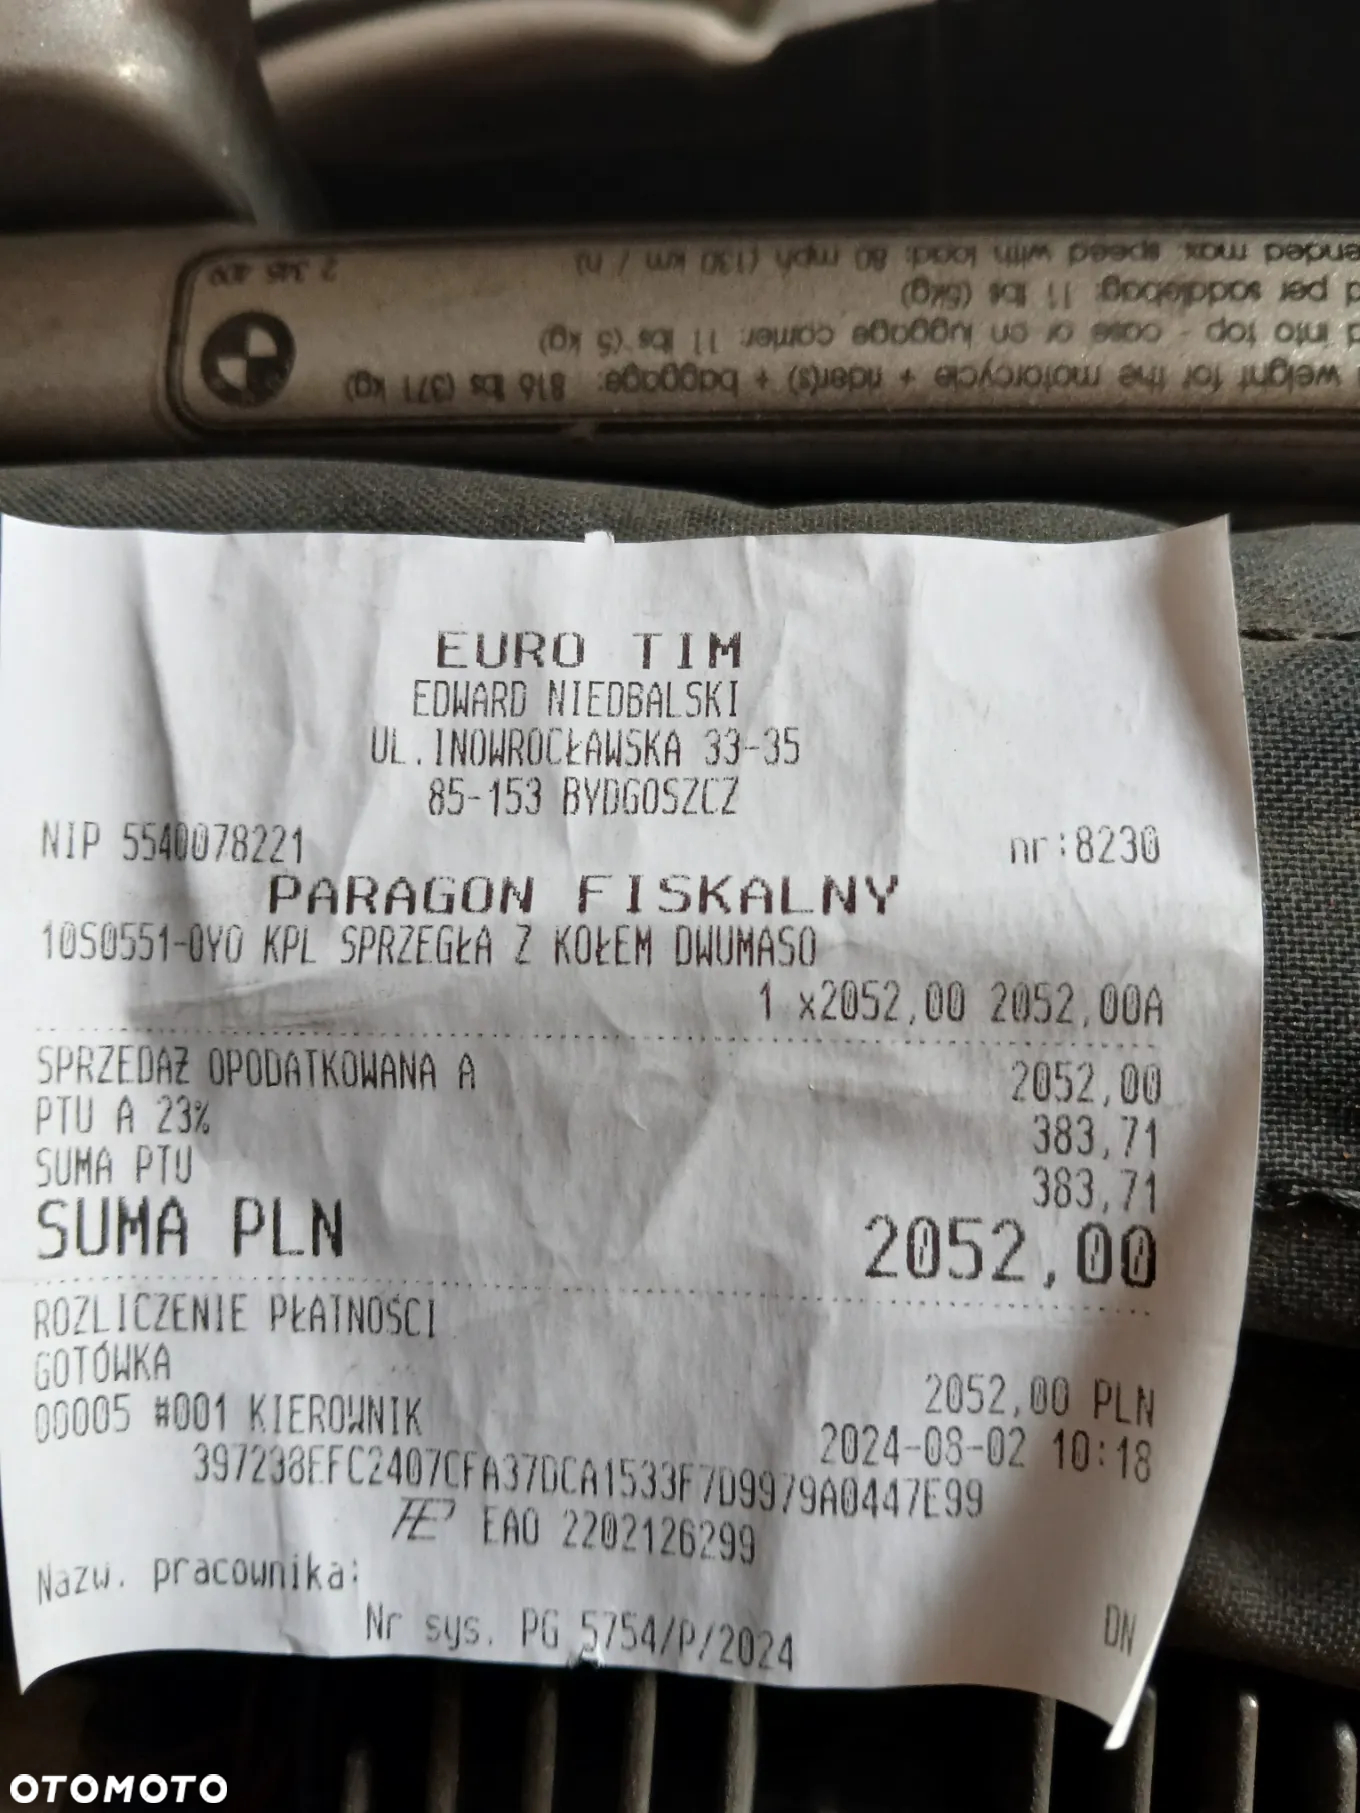 2 345 409
ended max. speed with load: 80 mph (130 km / h)
d per saddlebag: 11 lbs (5kg)
d into top - case or on luggage carrier: 11 lbs (5 kg)
weight for the motorcycle + rider(s) + baggage: 816 lbs (371 kg)
EURO TIM
EDWARD NIEDBALSKI
UL.INOWROCŁAWSKA 33-35
85-153 BYDGOSZCZ
NIP 5540078221 nr:8230
PARAGON FISKALNY
10S0551-0Y0 KPL SPRZEGŁA Z KOŁEM DWUMASO
1 x2052,00 2052,00A
SPRZEDAŻ OPODATKOWANA A 2052,00
PTU A 23% 383,71
SUMA PTU 383,71
SUMA PLN 2052,00
ROZLICZENIE PŁATNOŚCI
GOTÓWKA 2052,00 PLN
00005 #001 KIEROWNIK 2024-08-02 10:18
397238EFC2407CFA37DCA1533F7D9979A0447E99
EAO 2202126299
Nazw. pracownika: DN
Nr sys. PG 5754/P/2024
OTOMOTO